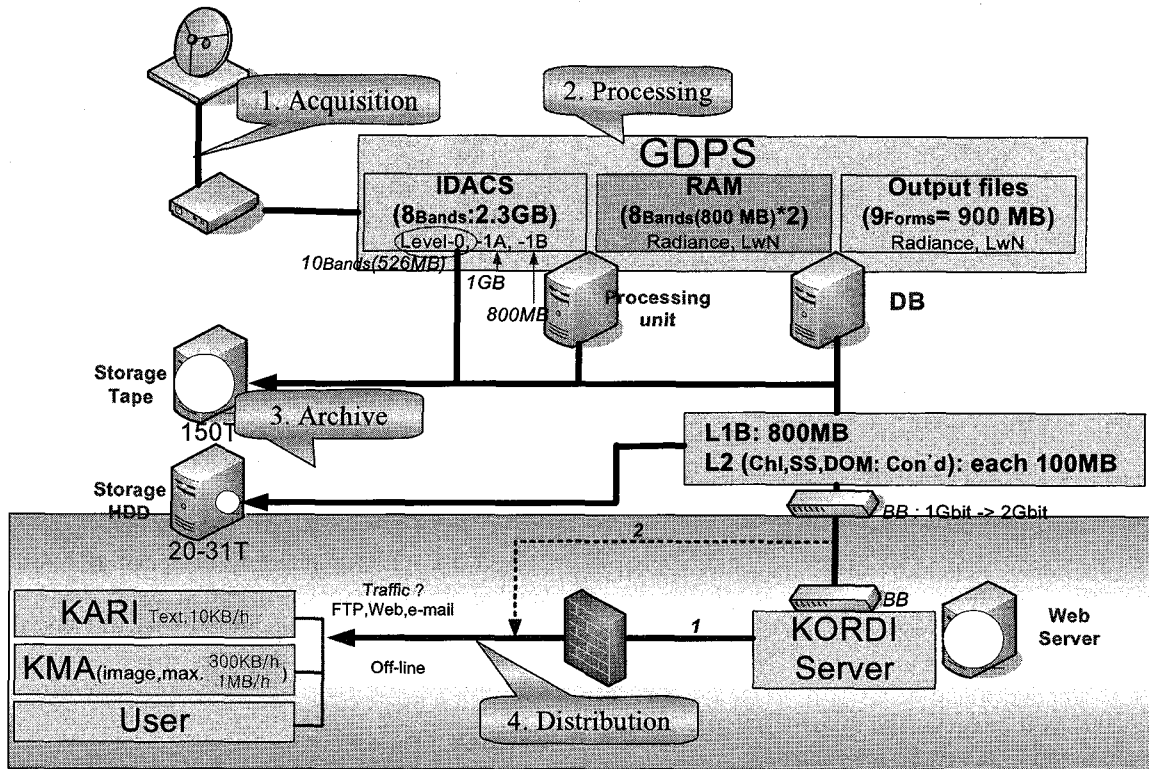 1. Acquisition
2. Processing
GDPS
IDACS
(8Bands:2.3GB)
Level-0, -1A, -1B
10Bands(526MB)
1GB
800MB
RAM
(8Bands(800 MB)*2)
Radiance, LwN
Output files
(9Forms= 900 MB)
Radiance, LwN
Processing
unit
DB
Storage
Tape
150T
3. Archive
L1B: 800MB
L2 (Chl,SS,DOM: Con'd): each 100MB
Storage
HDD
20-31T
BB : 1Gbit -> 2Gbit
2
Traffic ?
FTP,Web,e-mail
Off-line
1
BB
KORDI
Server
Web
Server
KARI Text,10KB/h
KMA(image,max. 300KB/h
1MB/h )
User
4. Distribution